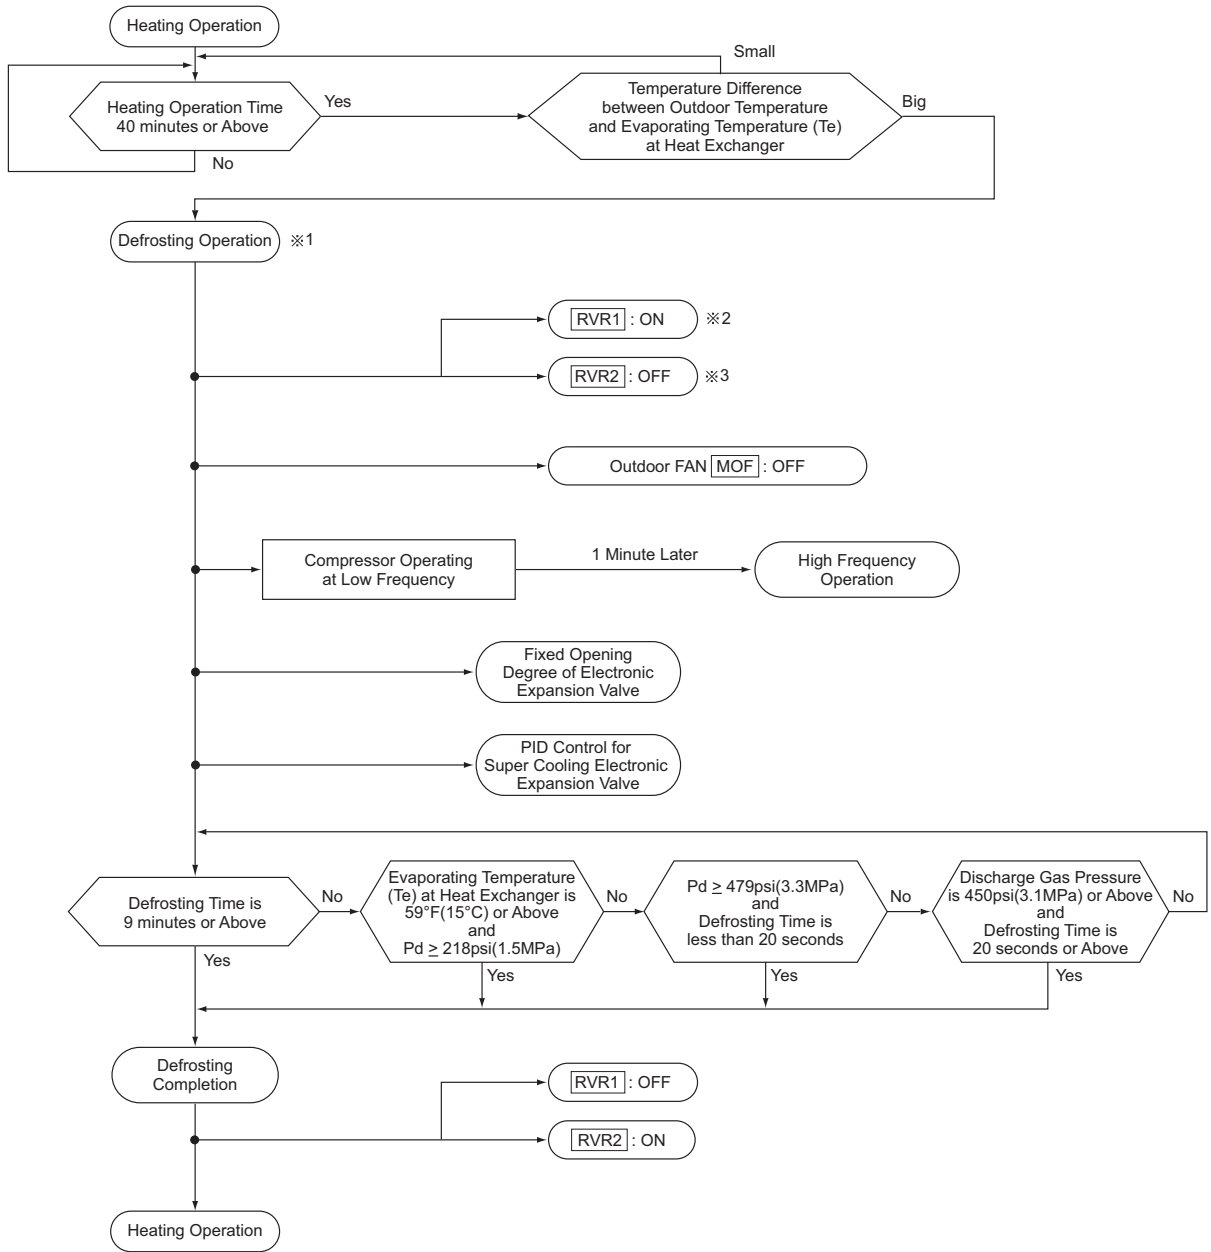 Heating Operation
Small
Heating Operation Time
40 minutes or Above
Yes
No
Temperature Difference
between Outdoor Temperature
and Evaporating Temperature (Te)
at Heat Exchanger
Big
Defrosting Operation ※1
RVR1 : ON ※2
RVR2 : OFF ※3
Outdoor FAN MOF : OFF
Compressor Operating
at Low Frequency
1 Minute Later
High Frequency
Operation
Fixed Opening
Degree of Electronic
Expansion Valve
PID Control for
Super Cooling Electronic
Expansion Valve
Defrosting Time is
9 minutes or Above
No
Yes
Evaporating Temperature
(Te) at Heat Exchanger is
59°F(15°C) or Above
and
Pd ≥ 218psi(1.5MPa)
No
Yes
Pd ≥ 479psi(3.3MPa)
and
Defrosting Time is
less than 20 seconds
No
Yes
Discharge Gas Pressure
is 450psi(3.1MPa) or Above
and
Defrosting Time is
20 seconds or Above
No
Yes
Defrosting
Completion
RVR1 : OFF
RVR2 : ON
Heating Operation